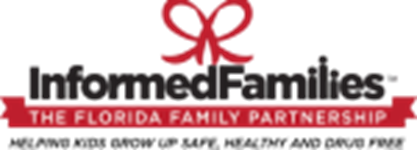 InformedFamilies™
THE FLORIDA FAMILY PARTNERSHIP
HELPING KIDS GROW UP SAFE, HEALTHY AND DRUG FREE